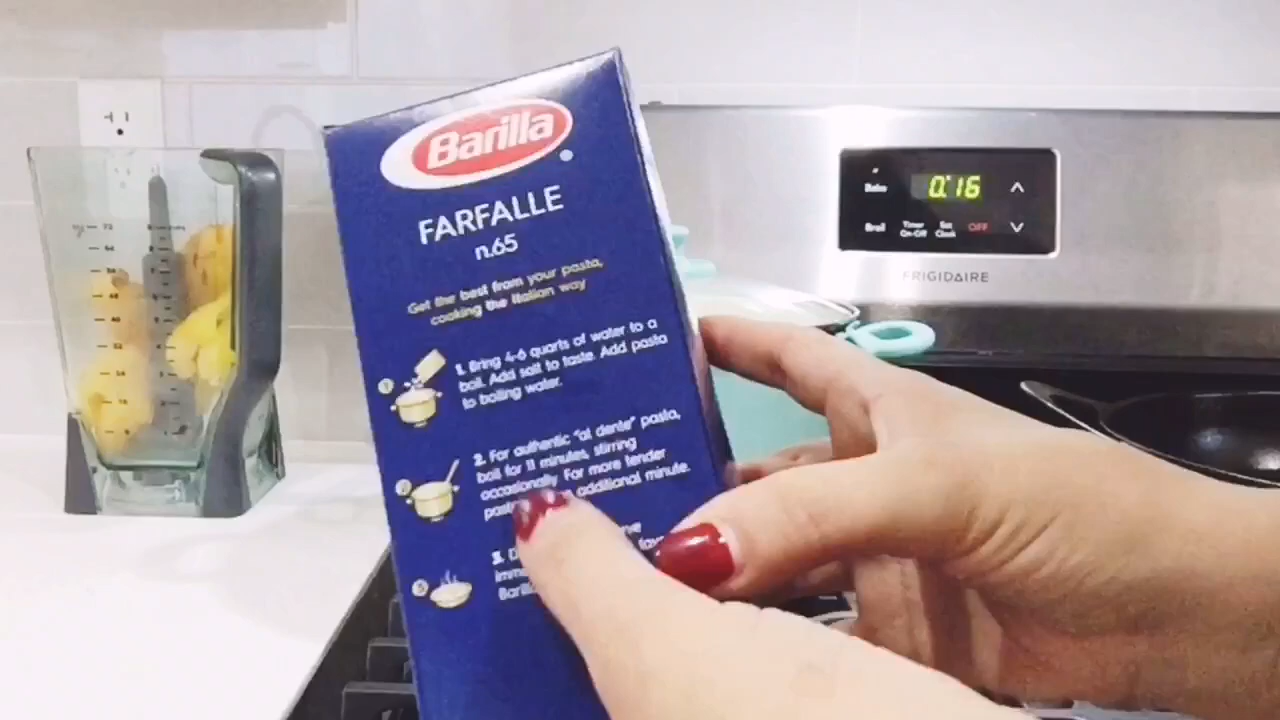 Barilla
FARFALLE
n.65
Get the best from your pasta,
cooking the Italian way
1. Bring 4-6 quarts of water to a
boil. Add salt to taste. Add pasta
to boiling water.
2. For authentic "al dente" pasta,
boil for 11 minutes, stirring
occasionally. For more tender
additional minute.
3.
0:16
Bake
Broil
Timer
On-Off
Set
Clock
OFF
FRIGIDAIRE